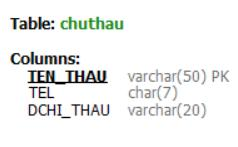 Table: chuthau
Columns:
TEN_THAU varchar(50) PK
TEL char(7)
DCHI_THAU varchar(20)